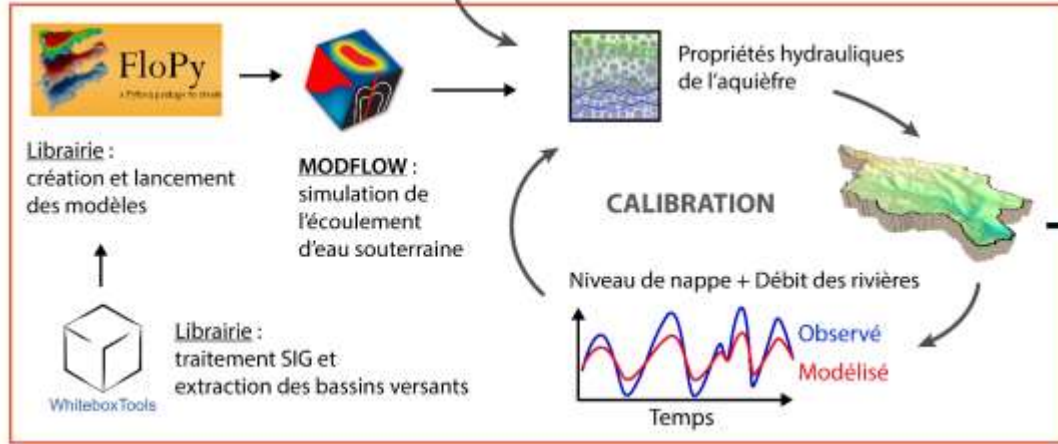 FloPy
Librairie :
création et lancement
des modèles
MODFLOW :
simulation de
l'écoulement
d'eau souterraine
WhiteboxTools
Librairie :
traitement SIG et
extraction des bassins versants
Propriétés hydrauliques
de l'aquièfre
CALIBRATION
Niveau de nappe + Débit des rivières
Observé
Modélisé
Temps